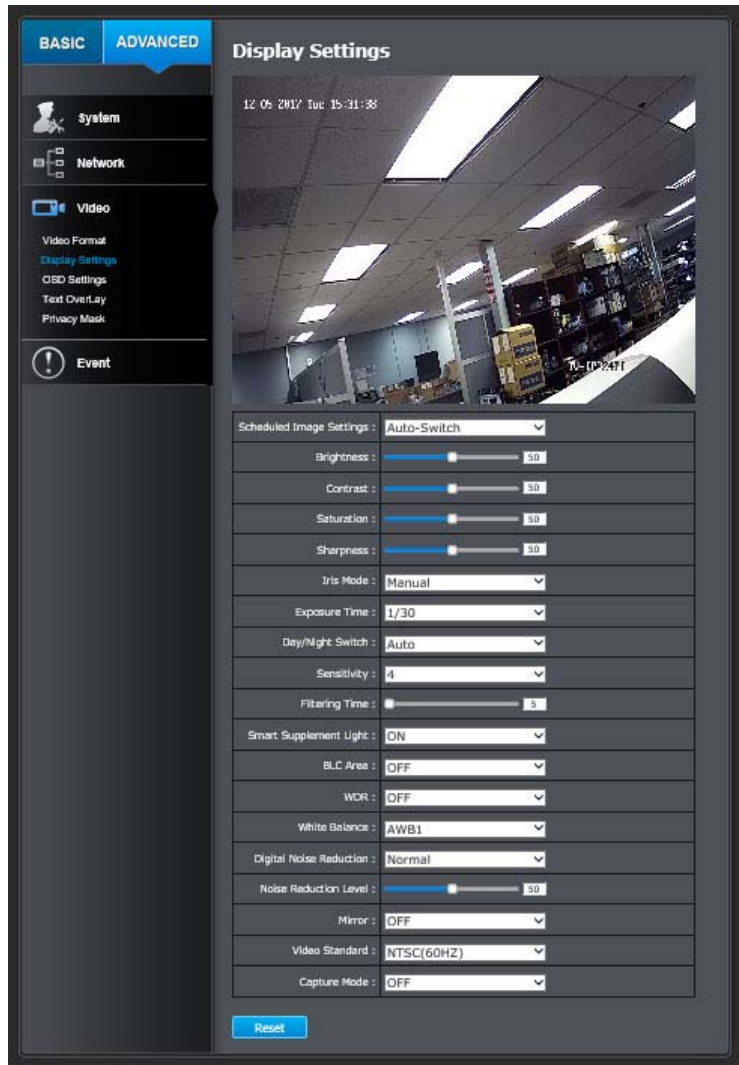 BASIC ADVANCED
System
Network
Video
Video Format
Display Settings
OSD Settings
Text OverLay
Privacy Mask
Event
Display Settings
12-05-2017 Tue 15:31:38
TV-IP324PI
Scheduled Image Settings : Auto-Switch
Brightness : 50
Contrast : 50
Saturation : 50
Sharpness : 50
Iris Mode : Manual
Exposure Time : 1/30
Day/Night Switch : Auto
Sensitivity : 4
Filtering Time : 5
Smart Supplement Light : ON
BLC Area : OFF
WDR : OFF
White Balance : AWB1
Digital Noise Reduction : Normal
Noise Reduction Level : 50
Mirror : OFF
Video Standard : NTSC(60HZ)
Capture Mode : OFF
Reset